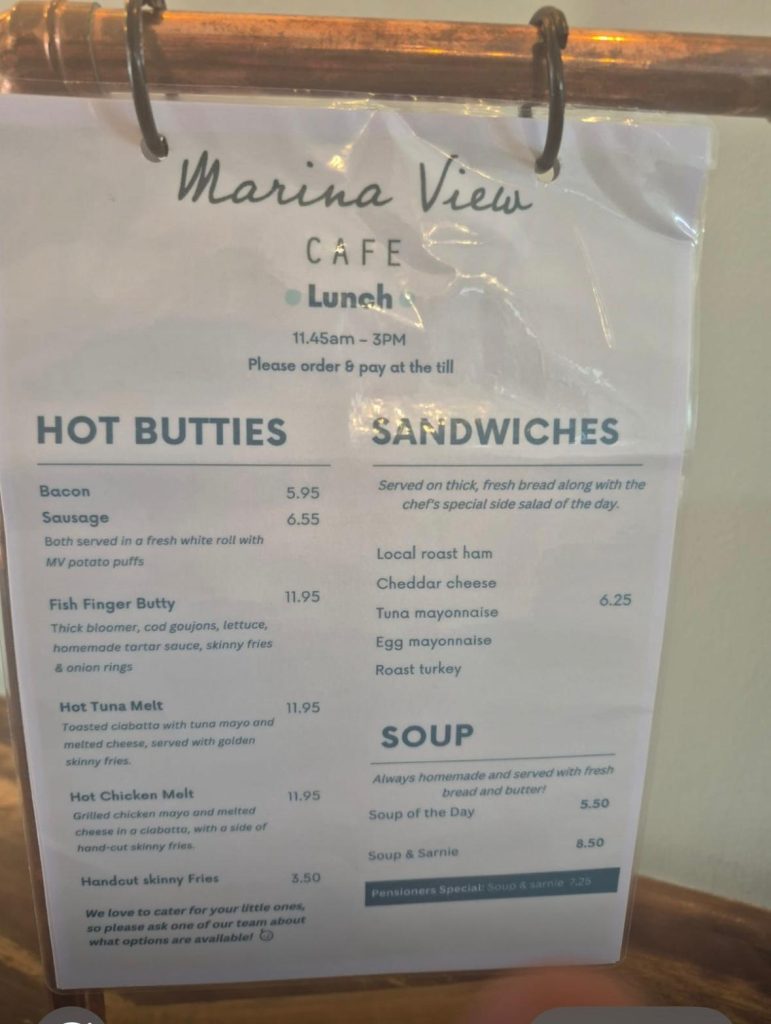 Marina View
CAFE
Lunch
11.45am – 3PM
Please order & pay at the till
HOT BUTTIES
Bacon 5.95
Sausage 6.55
Both served in a fresh white roll with
MV potato puffs
Fish Finger Butty 11.95
Thick bloomer, cod goujons, lettuce,
homemade tartar sauce, skinny fries
& onion rings
Hot Tuna Melt 11.95
Toasted ciabatta with tuna mayo and
melted cheese, served with golden
skinny fries.
Hot Chicken Melt 11.95
Grilled chicken mayo and melted
cheese in a ciabatta, with a side of
hand-cut skinny fries.
Handcut skinny Fries 3.50
We love to cater for your little ones,
so please ask one of our team about
what options are available!
SANDWICHES
Served on thick, fresh bread along with the
chef's special side salad of the day.
Local roast ham
Cheddar cheese
6.25
Tuna mayonnaise
Egg mayonnaise
Roast turkey
SOUP
Always homemade and served with fresh
bread and butter!
Soup of the Day 5.50
Soup & Sarnie 8.50
Pensioners Special: Soup & sarnie 7.25